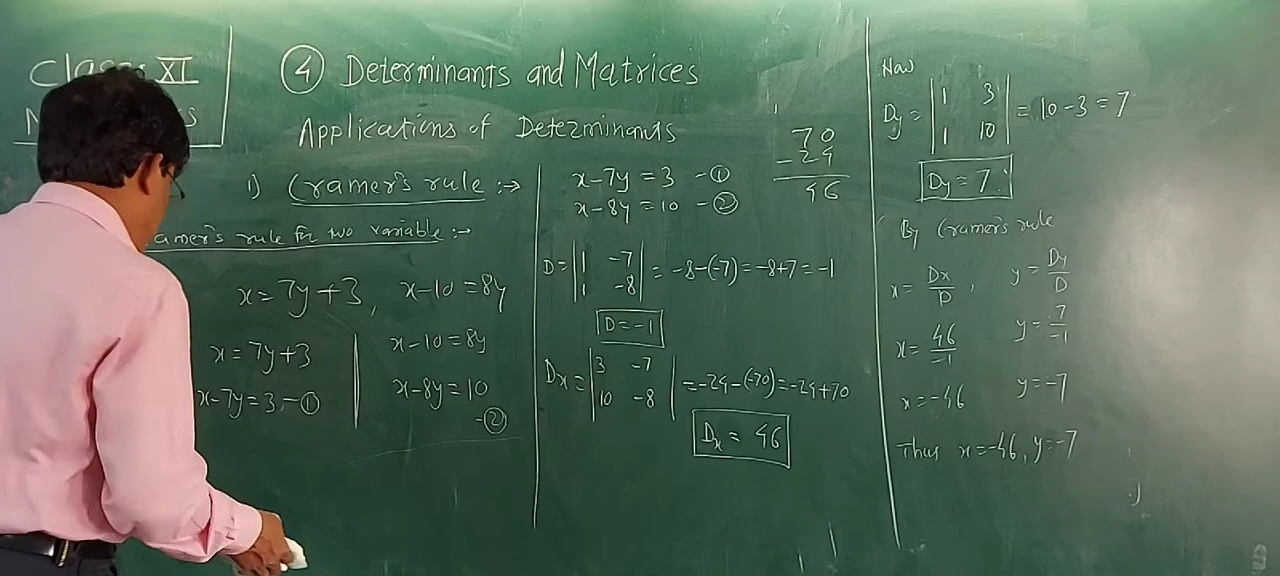 Class XI
④ Determinants and Matrices
Applications of Determinants
1) Cramer's rule :→
amer's rule for two variable :→
x=7y+3, x-10=8y
x=7y+3
x-7y=3 -①
x-10=8y
x-8y=10
-②
x-7y=3 -①
x-8y=10 -②
70
-24
46
D=|1 -7|
|1 -8| = -8-(-7)=-8+7=-1
D=-1
Dx=|3 -7|
|10 -8| =-24-(-70)=-24+70
Dx = 46
Now
Dy=|1 3|
|1 10| =10-3=7
Dy=7
By Cramer's rule
x=Dx/D, y=Dy/D
x=46/-1 y=7/-1
x=-46 y=-7
Thus x=-46, y=-7